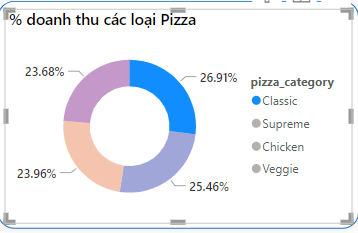 % doanh thu các loại Pizza
23.68%
26.91%
23.96%
25.46%
pizza_category
Classic
Supreme
Chicken
Veggie